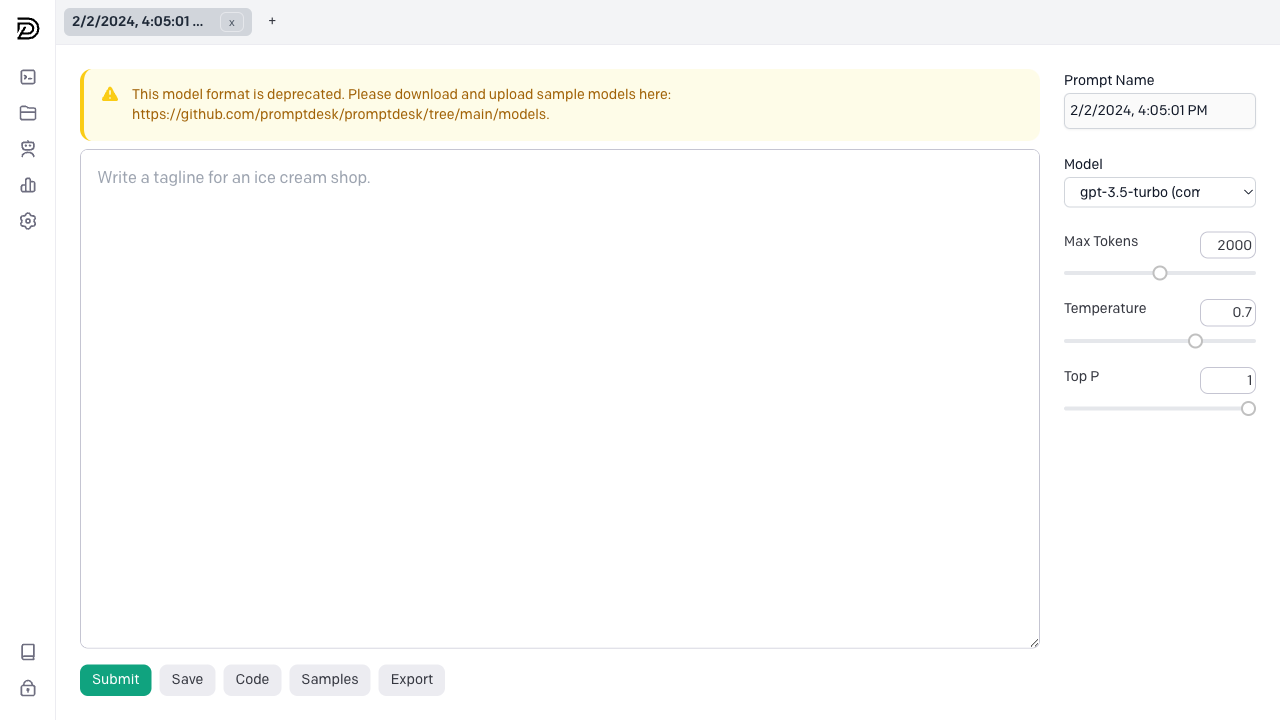 2/2/2024, 4:05:01 ...
x
+
This model format is deprecated. Please download and upload sample models here:
https://github.com/promptdesk/promptdesk/tree/main/models.
Write a tagline for an ice cream shop.
Prompt Name
2/2/2024, 4:05:01 PM
Model
gpt-3.5-turbo (com
Max Tokens
2000
Temperature
0.7
Top P
1
Submit
Save
Code
Samples
Export